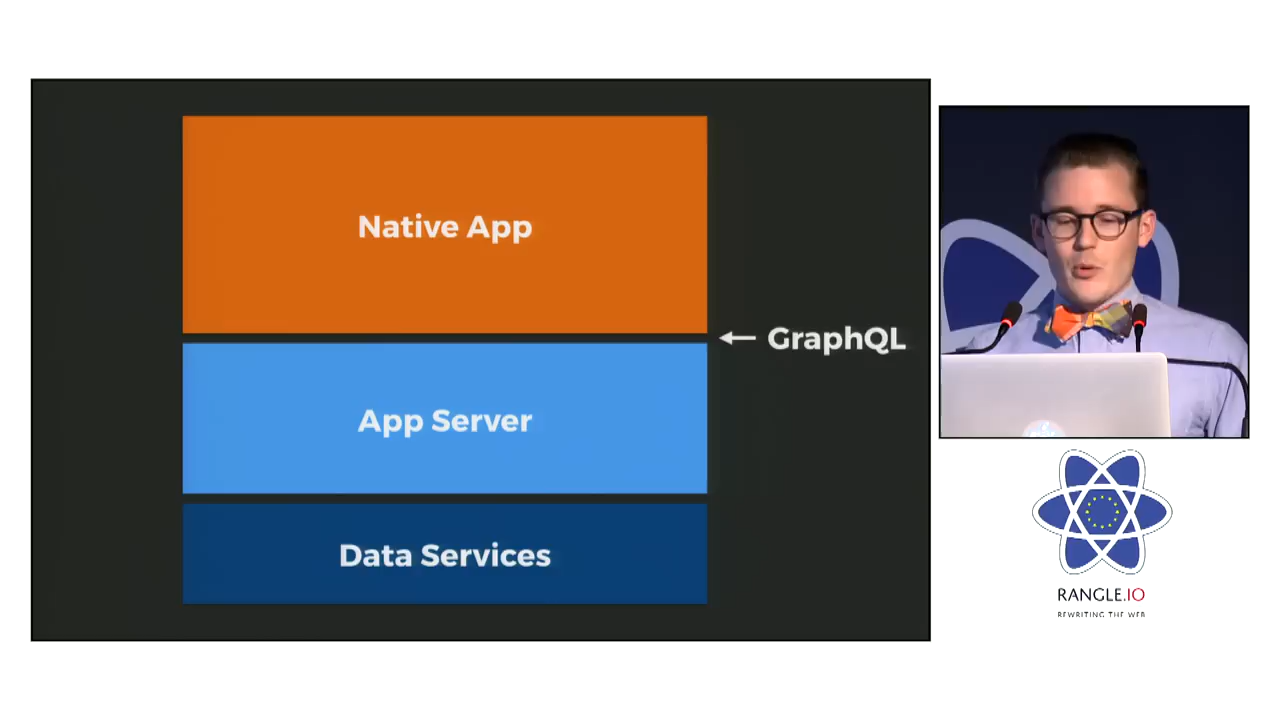 Native App
GraphQL
App Server
Data Services
RANGLE.IO
REWRITING THE WEB